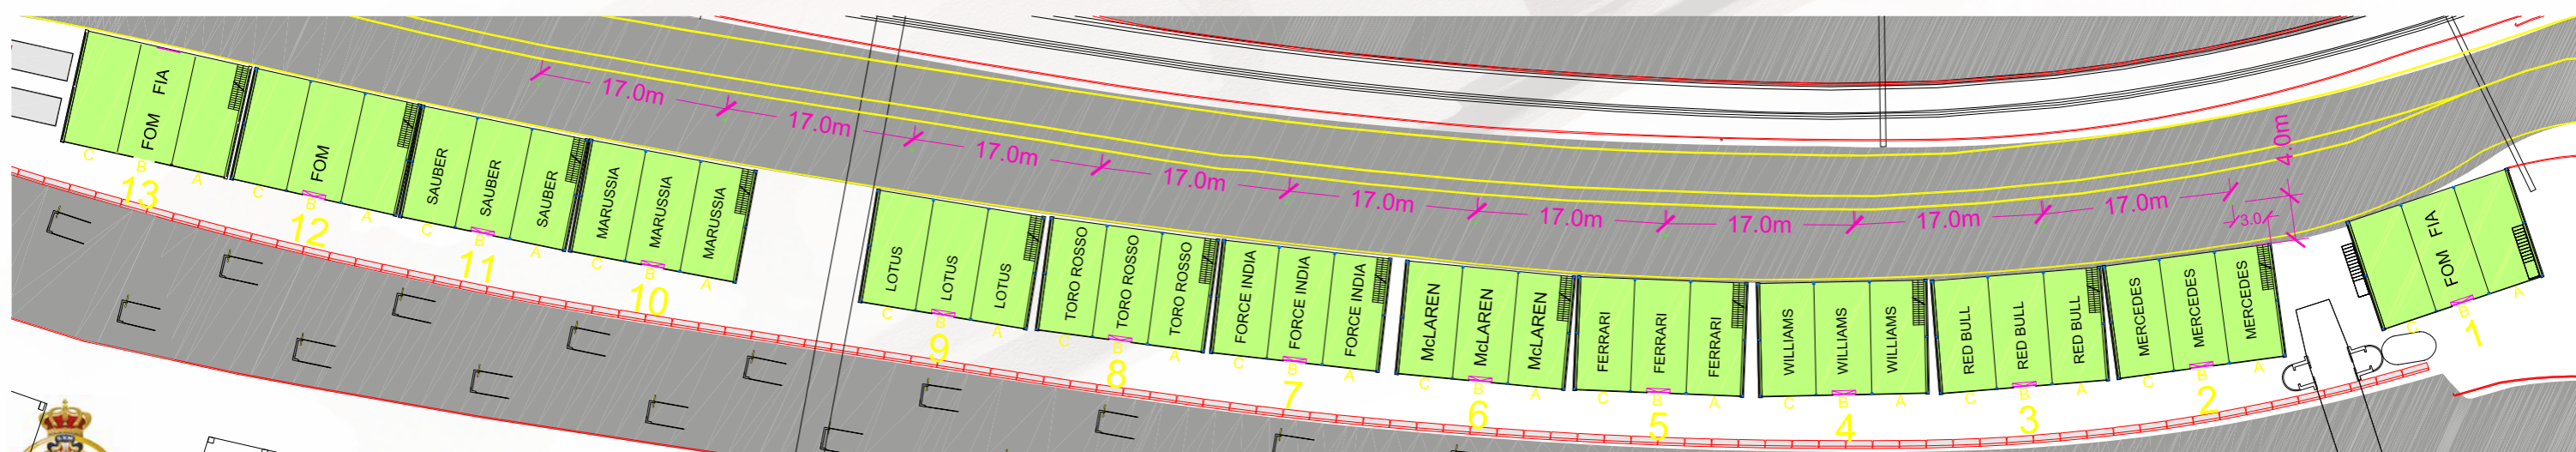 17.0m
17.0m
17.0m
17.0m
17.0m
17.0m
17.0m
17.0m
17.0m
4.0m
3.0
FOM FIA
C B A
13
FOM
C B A
12
SAUBER SAUBER SAUBER
C B A
11
MARUSSIA MARUSSIA MARUSSIA
C B A
10
LOTUS LOTUS LOTUS
C B A
9
TORO ROSSO TORO ROSSO TORO ROSSO
C B A
8
FORCE INDIA FORCE INDIA FORCE INDIA
C B A
7
McLAREN McLAREN McLAREN
C B A
6
FERRARI FERRARI FERRARI
C B A
5
WILLIAMS WILLIAMS WILLIAMS
C B A
4
RED BULL RED BULL RED BULL
C B A
3
MERCEDES MERCEDES MERCEDES
C B A
2
FOM FIA
C B A
1